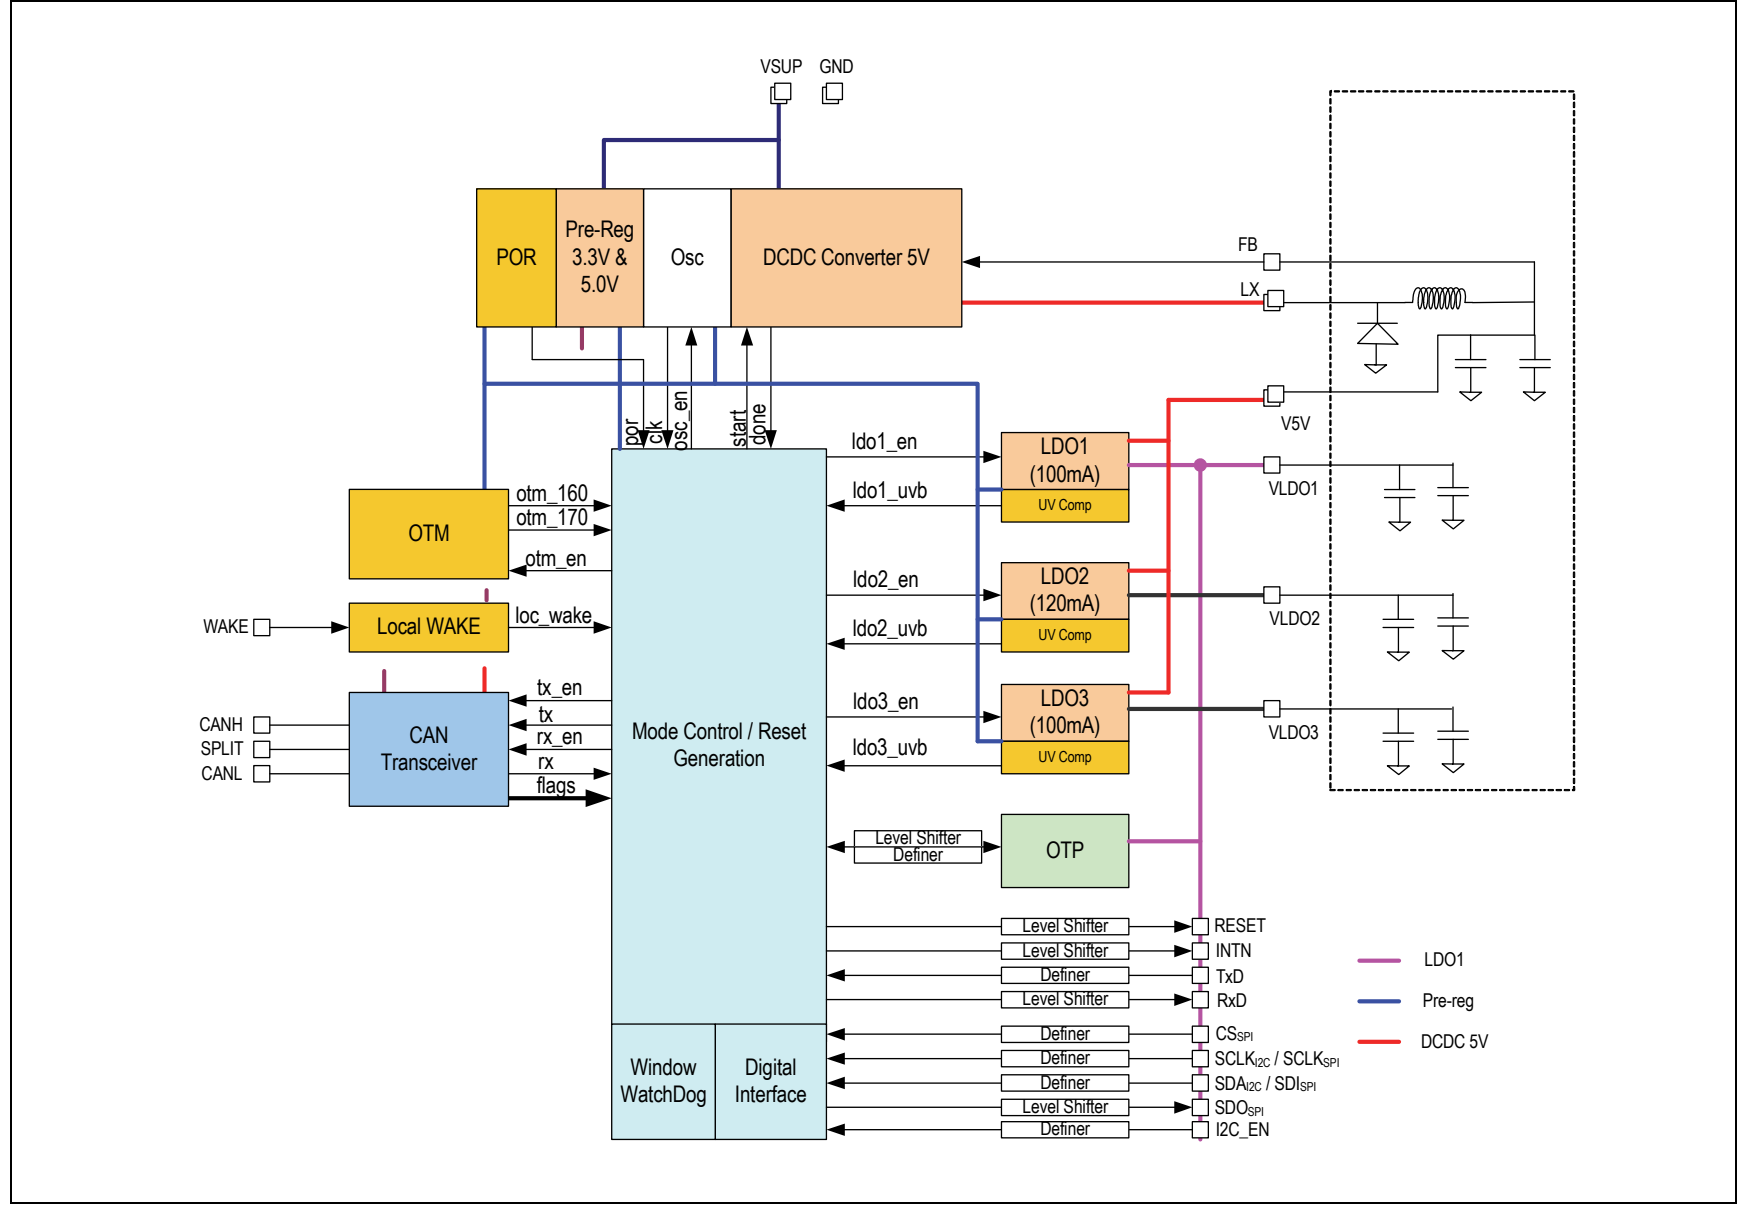 VSUP GND
POR
Pre-Reg
3.3V &
5.0V
Osc
DCDC Converter 5V
FB
LX
V5V
por
clk
osc_en
start
done
OTM
otm_160
otm_170
otm_en
WAKE
Local WAKE
loc_wake
CANH
SPLIT
CANL
CAN
Transceiver
tx_en
tx
rx_en
rx
flags
Mode Control / Reset
Generation
Window
WatchDog
Digital
Interface
ldo1_en
ldo1_uvb
LDO1
(100mA)
UV Comp
VLDO1
ldo2_en
ldo2_uvb
LDO2
(120mA)
UV Comp
VLDO2
ldo3_en
ldo3_uvb
LDO3
(100mA)
UV Comp
VLDO3
Level Shifter
Definer
OTP
Level Shifter RESET
Level Shifter INTN
Definer TxD
Level Shifter RxD
Definer CSSPI
Definer SCLKI2C / SCLKSPI
Definer SDAI2C / SDISPI
Level Shifter SDOSPI
Definer I2C_EN
LDO1
Pre-reg
DCDC 5V